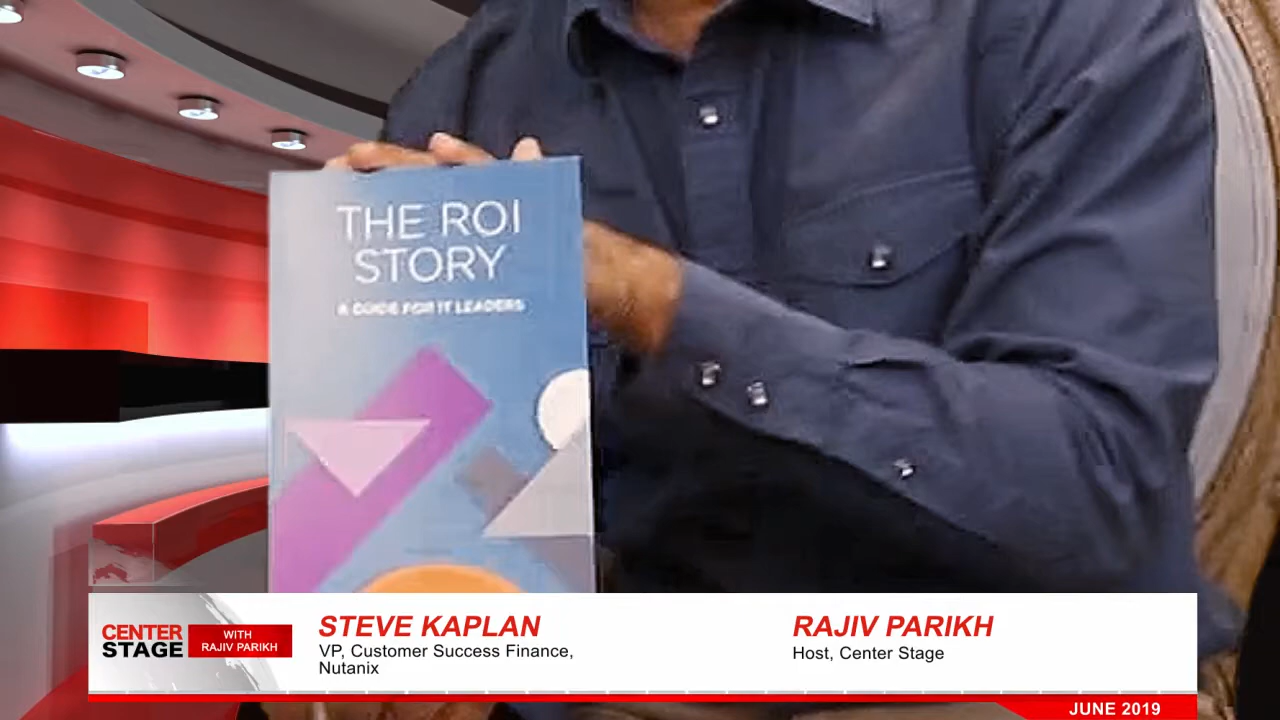 THE ROI
STORY
A GUIDE FOR IT LEADERS
CENTER
STAGE
WITH
RAJIV PARIKH
STEVE KAPLAN
VP, Customer Success Finance,
Nutanix
RAJIV PARIKH
Host, Center Stage
JUNE 2019